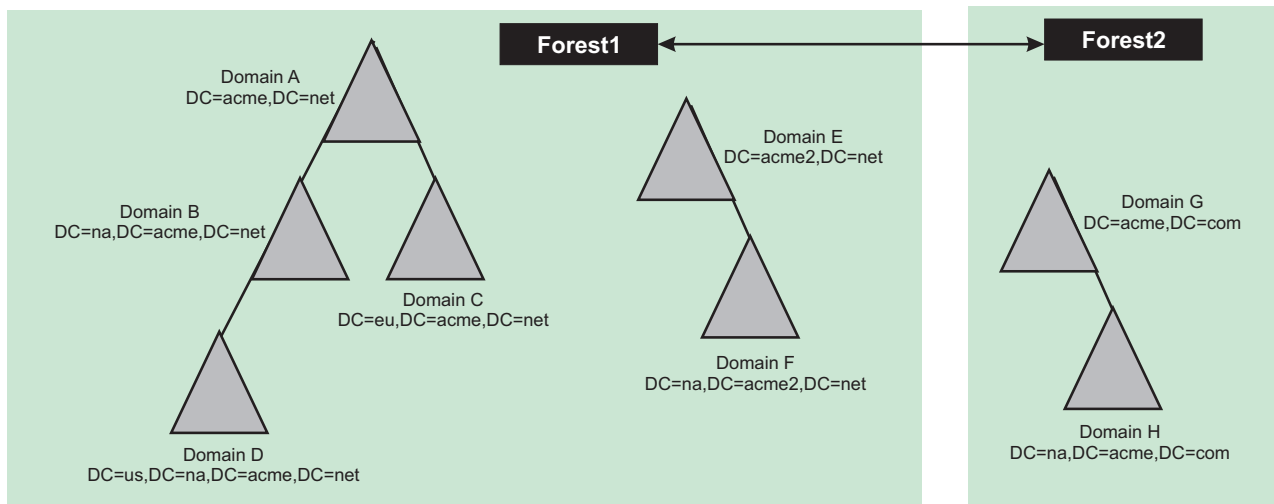 Forest1
Forest2
Domain A
DC=acme,DC=net
Domain B
DC=na,DC=acme,DC=net
Domain C
DC=eu,DC=acme,DC=net
Domain D
DC=us,DC=na,DC=acme,DC=net
Domain E
DC=acme2,DC=net
Domain F
DC=na,DC=acme2,DC=net
Domain G
DC=acme,DC=com
Domain H
DC=na,DC=acme,DC=com